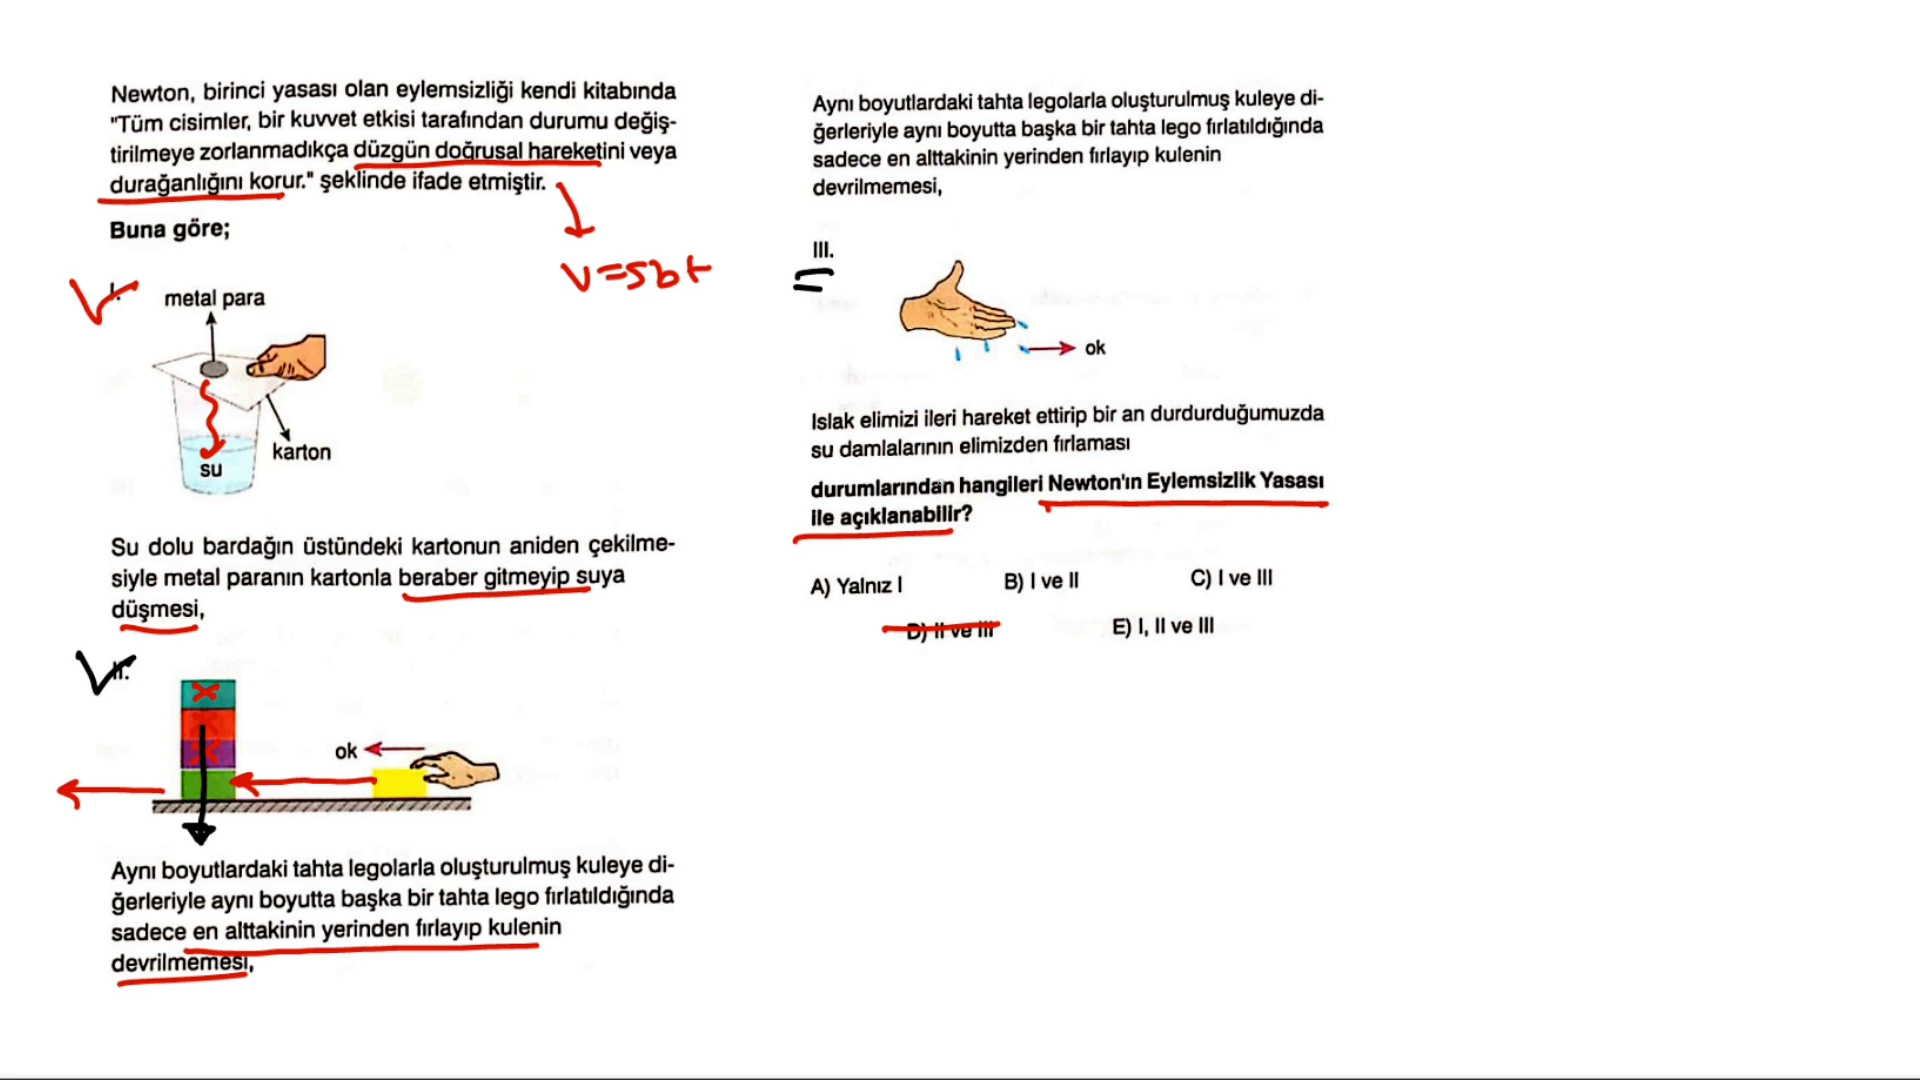 Newton, birinci yasası olan eylemsizliği kendi kitabında
"Tüm cisimler, bir kuvvet etkisi tarafından durumu değiş-
tirilmeye zorlanmadıkça düzgün doğrusal hareketini veya
durağanlığını korur." şeklinde ifade etmiştir.
Buna göre;
V=sbt
I.
metal para
karton
su
Su dolu bardağın üstündeki kartonun aniden çekilme-
siyle metal paranın kartonla beraber gitmeyip suya
düşmesi,
II.
ok
Aynı boyutlardaki tahta legolarla oluşturulmuş kuleye di-
ğerleriyle aynı boyutta başka bir tahta lego fırlatıldığında
sadece en alttakinin yerinden fırlayıp kulenin
devrilmemesi,
Aynı boyutlardaki tahta legolarla oluşturulmuş kuleye di-
ğerleriyle aynı boyutta başka bir tahta lego fırlatıldığında
sadece en alttakinin yerinden fırlayıp kulenin
devrilmemesi,
III.
ok
Islak elimizi ileri hareket ettirip bir an durdurduğumuzda
su damlalarının elimizden fırlaması
durumlarından hangileri Newton'ın Eylemsizlik Yasası
ile açıklanabilir?
A) Yalnız I B) I ve II C) I ve III
D) II ve III E) I, II ve III